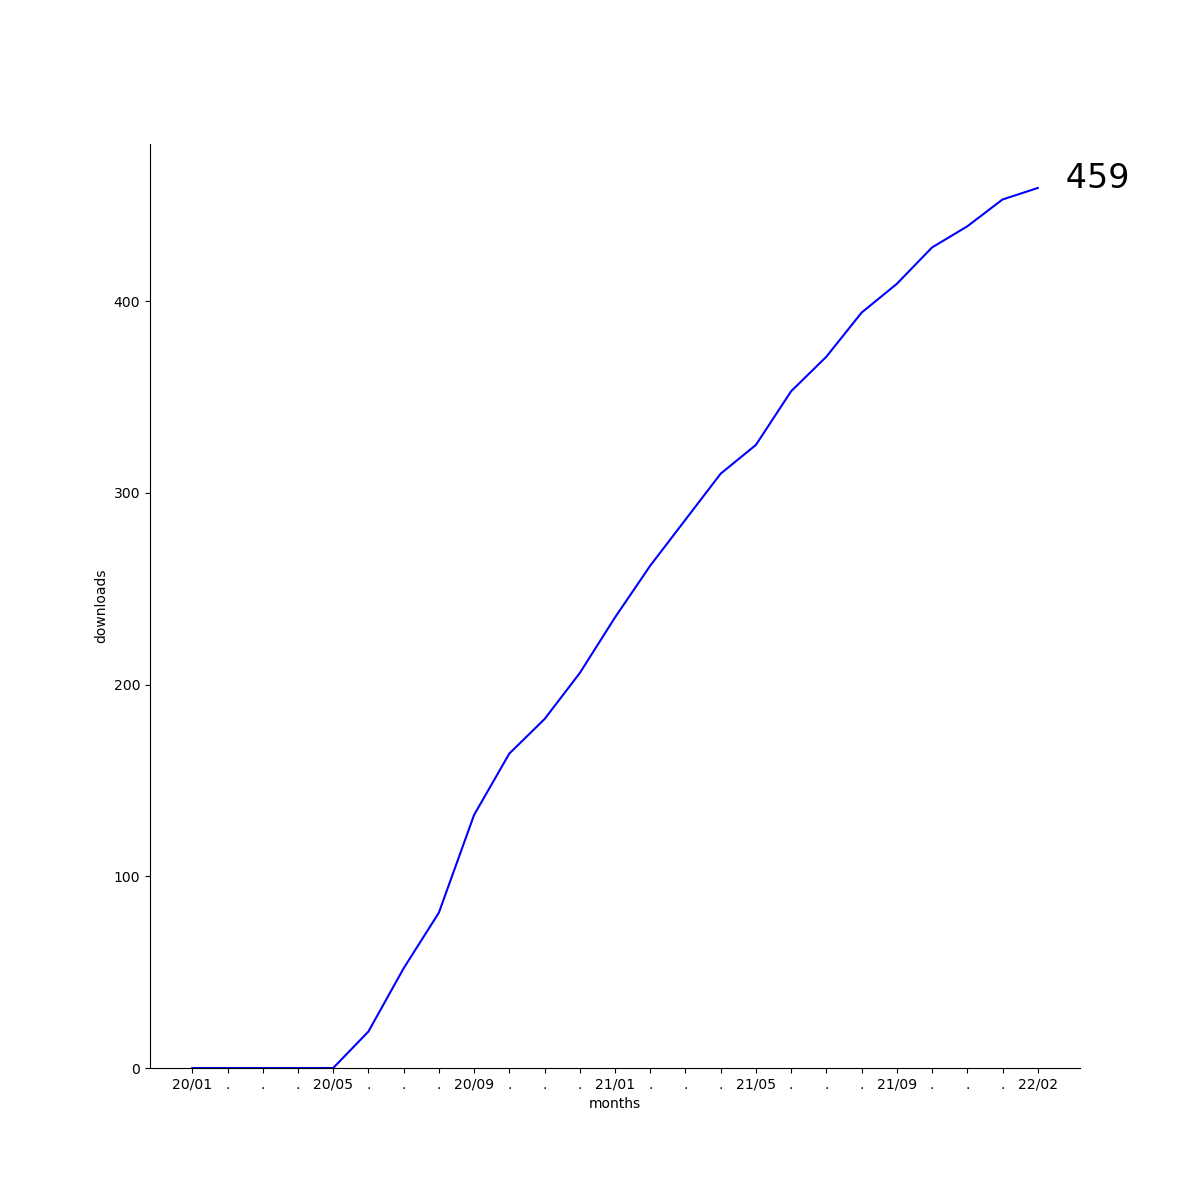 459
400
300
200
100
0
downloads
20/01 . . . 20/05 . . . 20/09 . . . 21/01 . . . 21/05 . . . 21/09 . . . 22/02
months